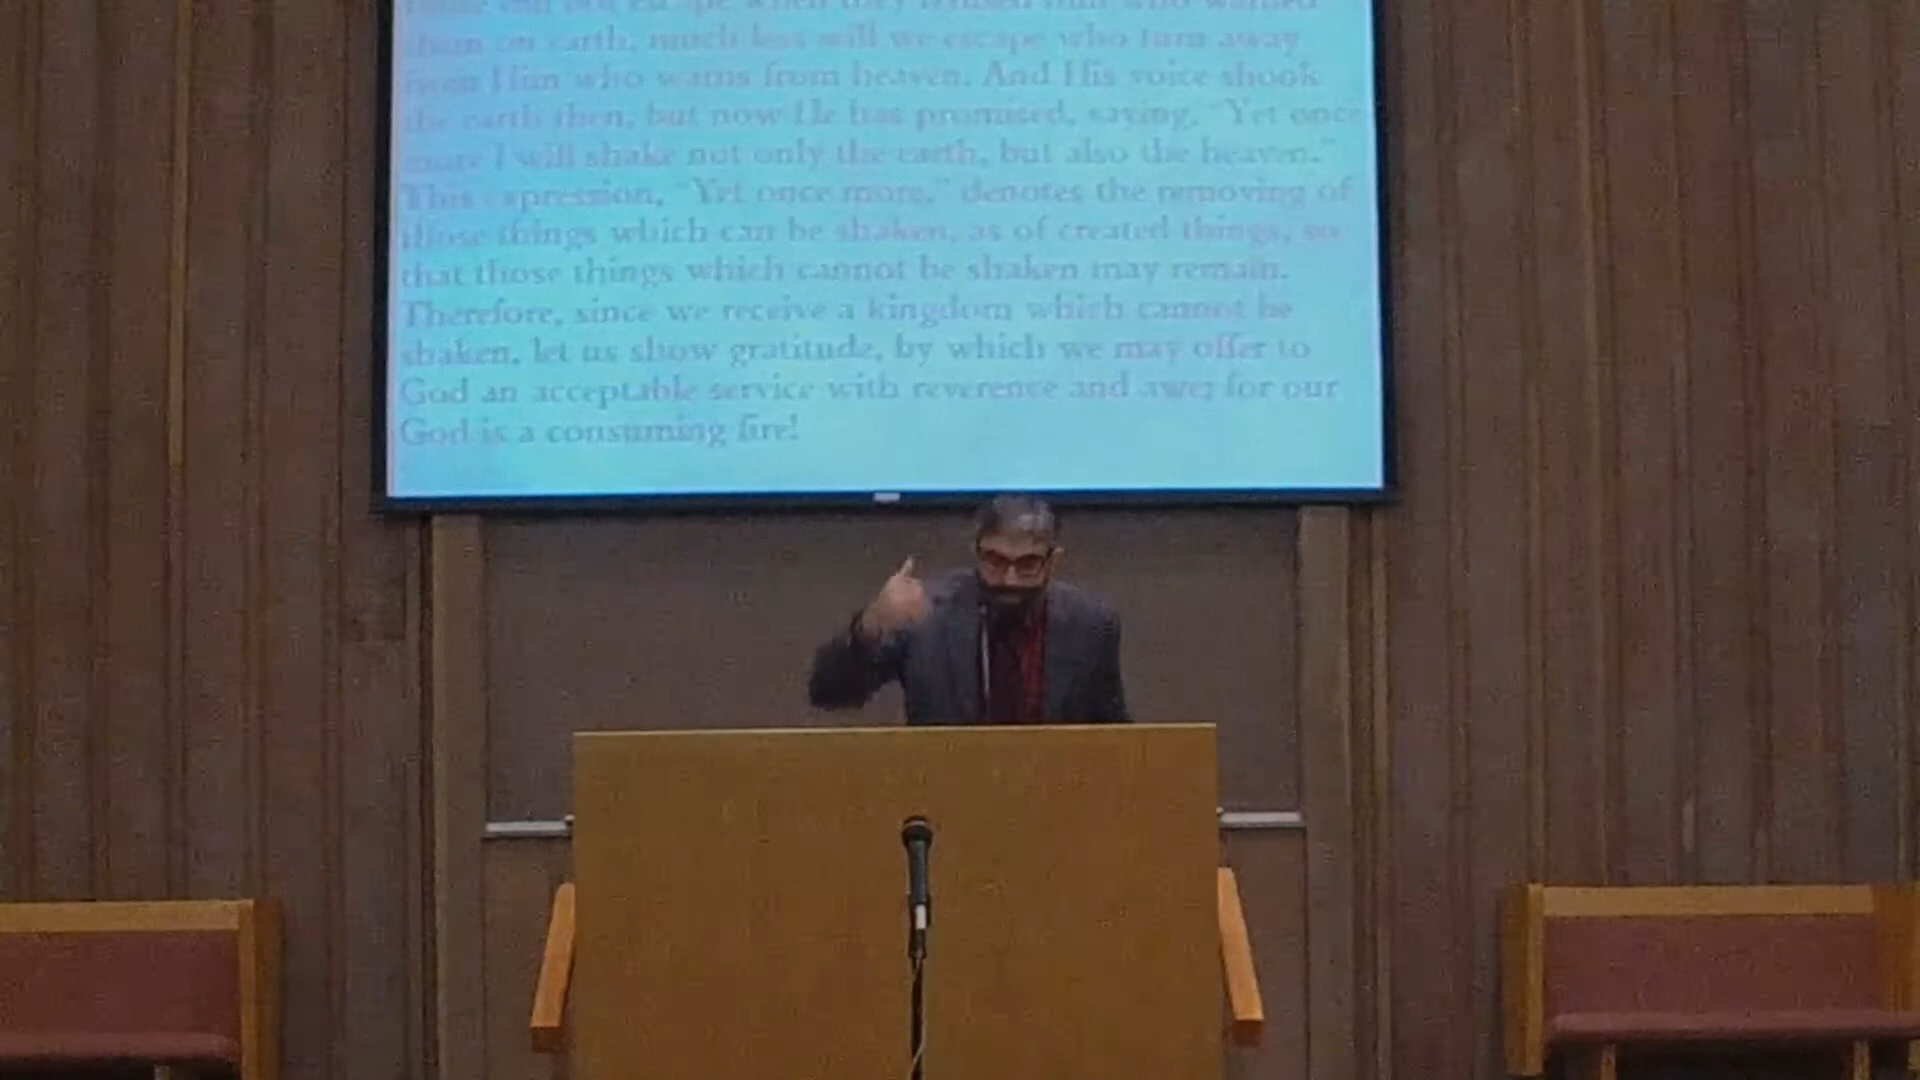 them on earth, much less will we escape who turn away
from Him who warns from heaven. And His voice shook
the earth then, but now He has promised, saying, "Yet once
more I will shake not only the earth, but also the heaven."
This expression, "Yet once more," denotes the removing of
those things which can be shaken, as of created things, so
that those things which cannot be shaken may remain.
Therefore, since we receive a kingdom which cannot be
shaken, let us show gratitude, by which we may offer to
God an acceptable service with reverence and awe; for our
God is a consuming fire!